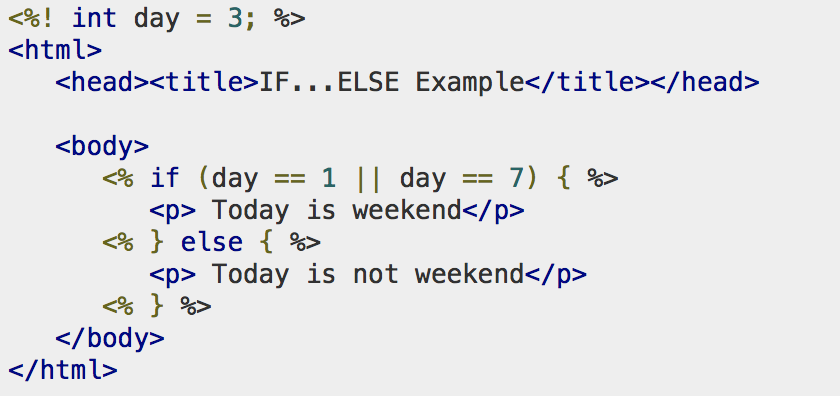 <%! int day = 3; %>
<html>
   <head><title>IF...ELSE Example</title></head>

   <body>
      <% if (day == 1 || day == 7) { %>
         <p> Today is weekend</p>
      <% } else { %>
         <p> Today is not weekend</p>
      <% } %>
   </body>
</html>